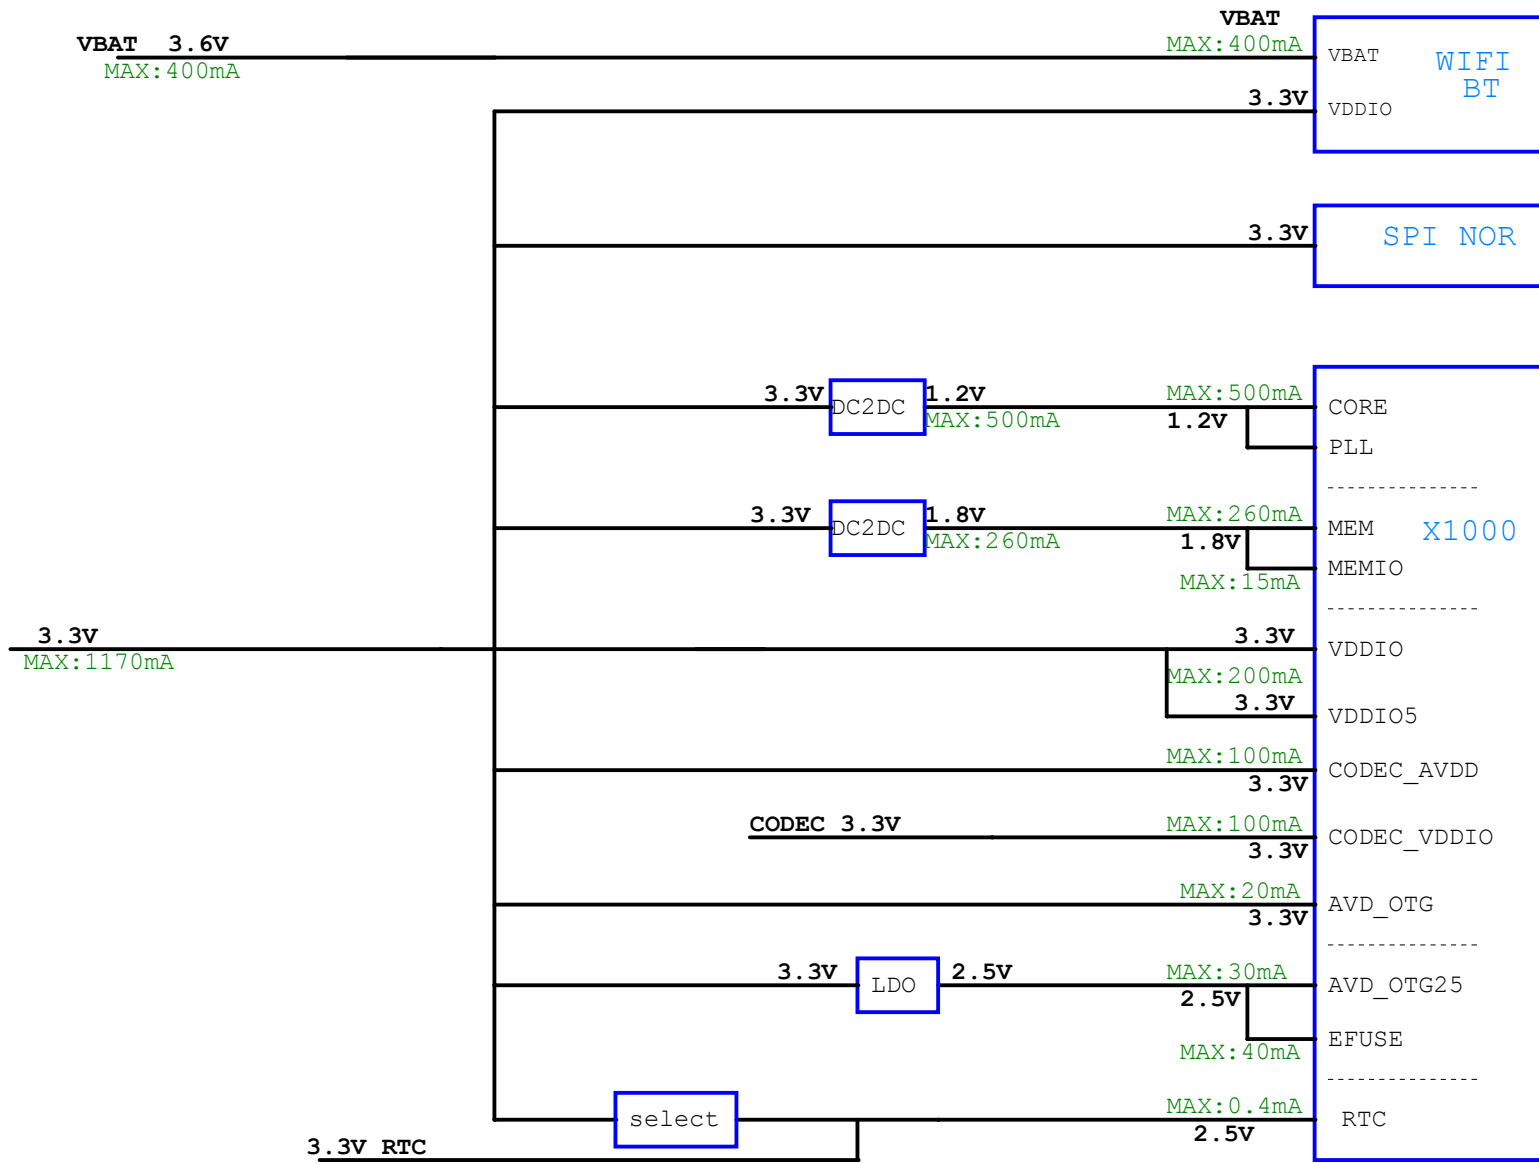 VBAT 3.6V
MAX:400mA
VBAT
MAX:400mA
VBAT
WIFI
BT
3.3V
VDDIO
3.3V
SPI NOR
3.3V
DC2DC
1.2V
MAX:500mA
MAX:500mA
1.2V
CORE
PLL
---------------
3.3V
DC2DC
1.8V
MAX:260mA
MAX:260mA
1.8V
MEM
X1000
MAX:15mA
MEMIO
---------------
3.3V
MAX:1170mA
3.3V
VDDIO
MAX:200mA
3.3V
VDDIO5
MAX:100mA
3.3V
CODEC_AVDD
CODEC 3.3V
MAX:100mA
3.3V
CODEC_VDDIO
MAX:20mA
3.3V
AVD_OTG
---------------
3.3V
LDO
2.5V
MAX:30mA
2.5V
AVD_OTG25
MAX:40mA
EFUSE
---------------
select
MAX:0.4mA
2.5V
RTC
3.3V RTC